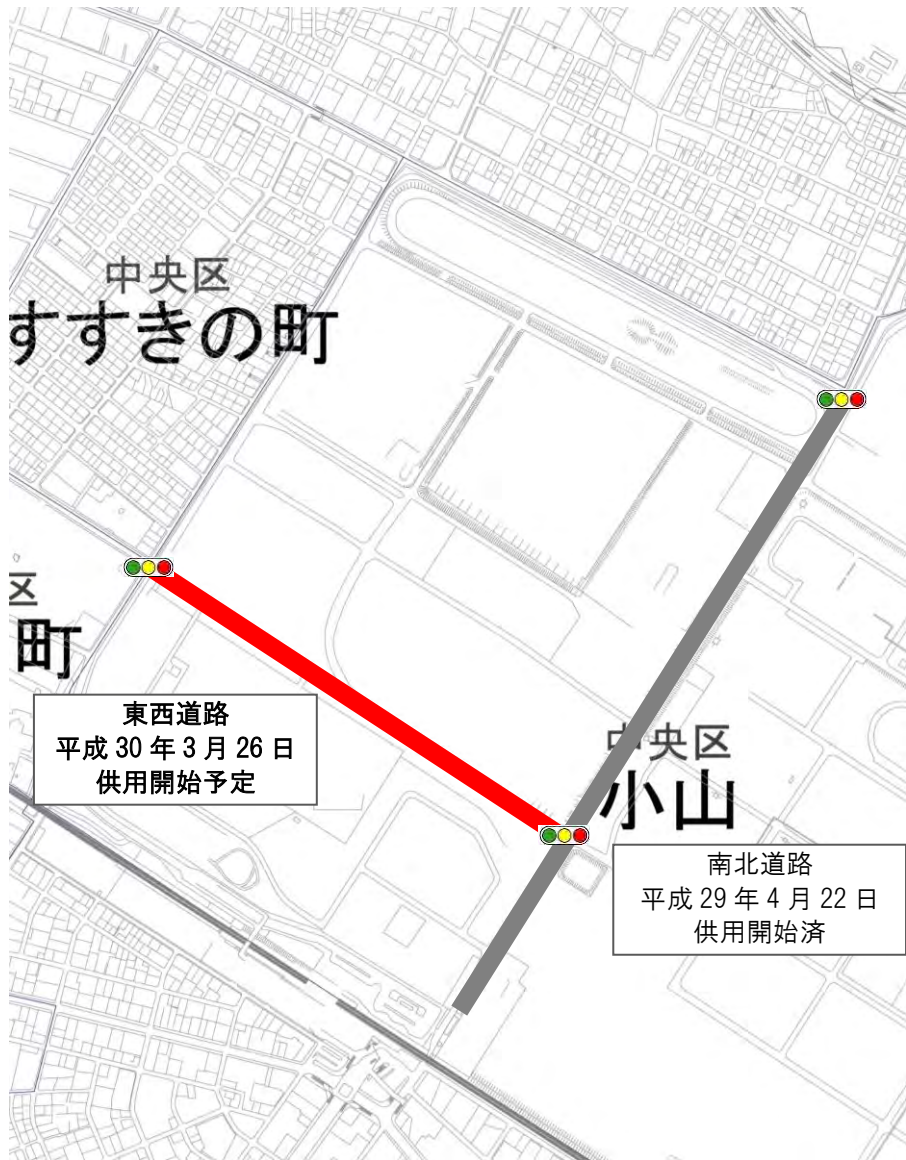 中央区
すすきの町
区
町
東西道路
平成 30 年 3 月 26 日
供用開始予定
中央区
小山
南北道路
平成 29 年 4 月 22 日
供用開始済